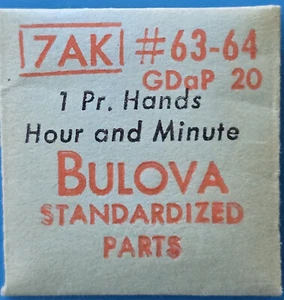 7AK #63-64
GDaP 20
1 Pr. Hands
Hour and Minute
BULOVA
STANDARDIZED
PARTS